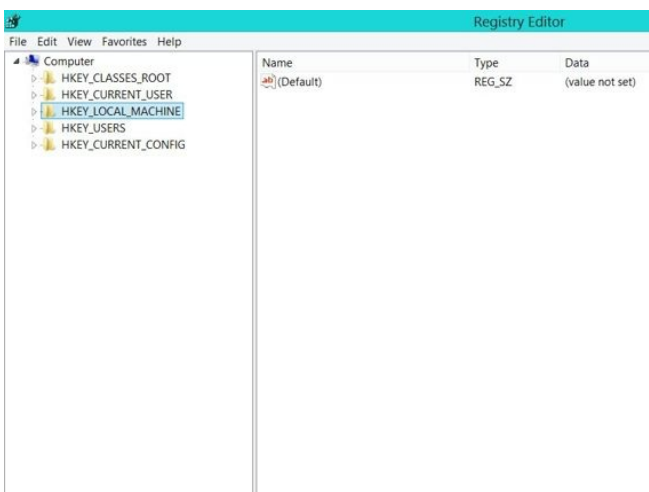 Registry Editor
File Edit View Favorites Help
Computer
HKEY_CLASSES_ROOT
HKEY_CURRENT_USER
HKEY_LOCAL_MACHINE
HKEY_USERS
HKEY_CURRENT_CONFIG
Name Type Data
ab (Default) REG_SZ (value not set)